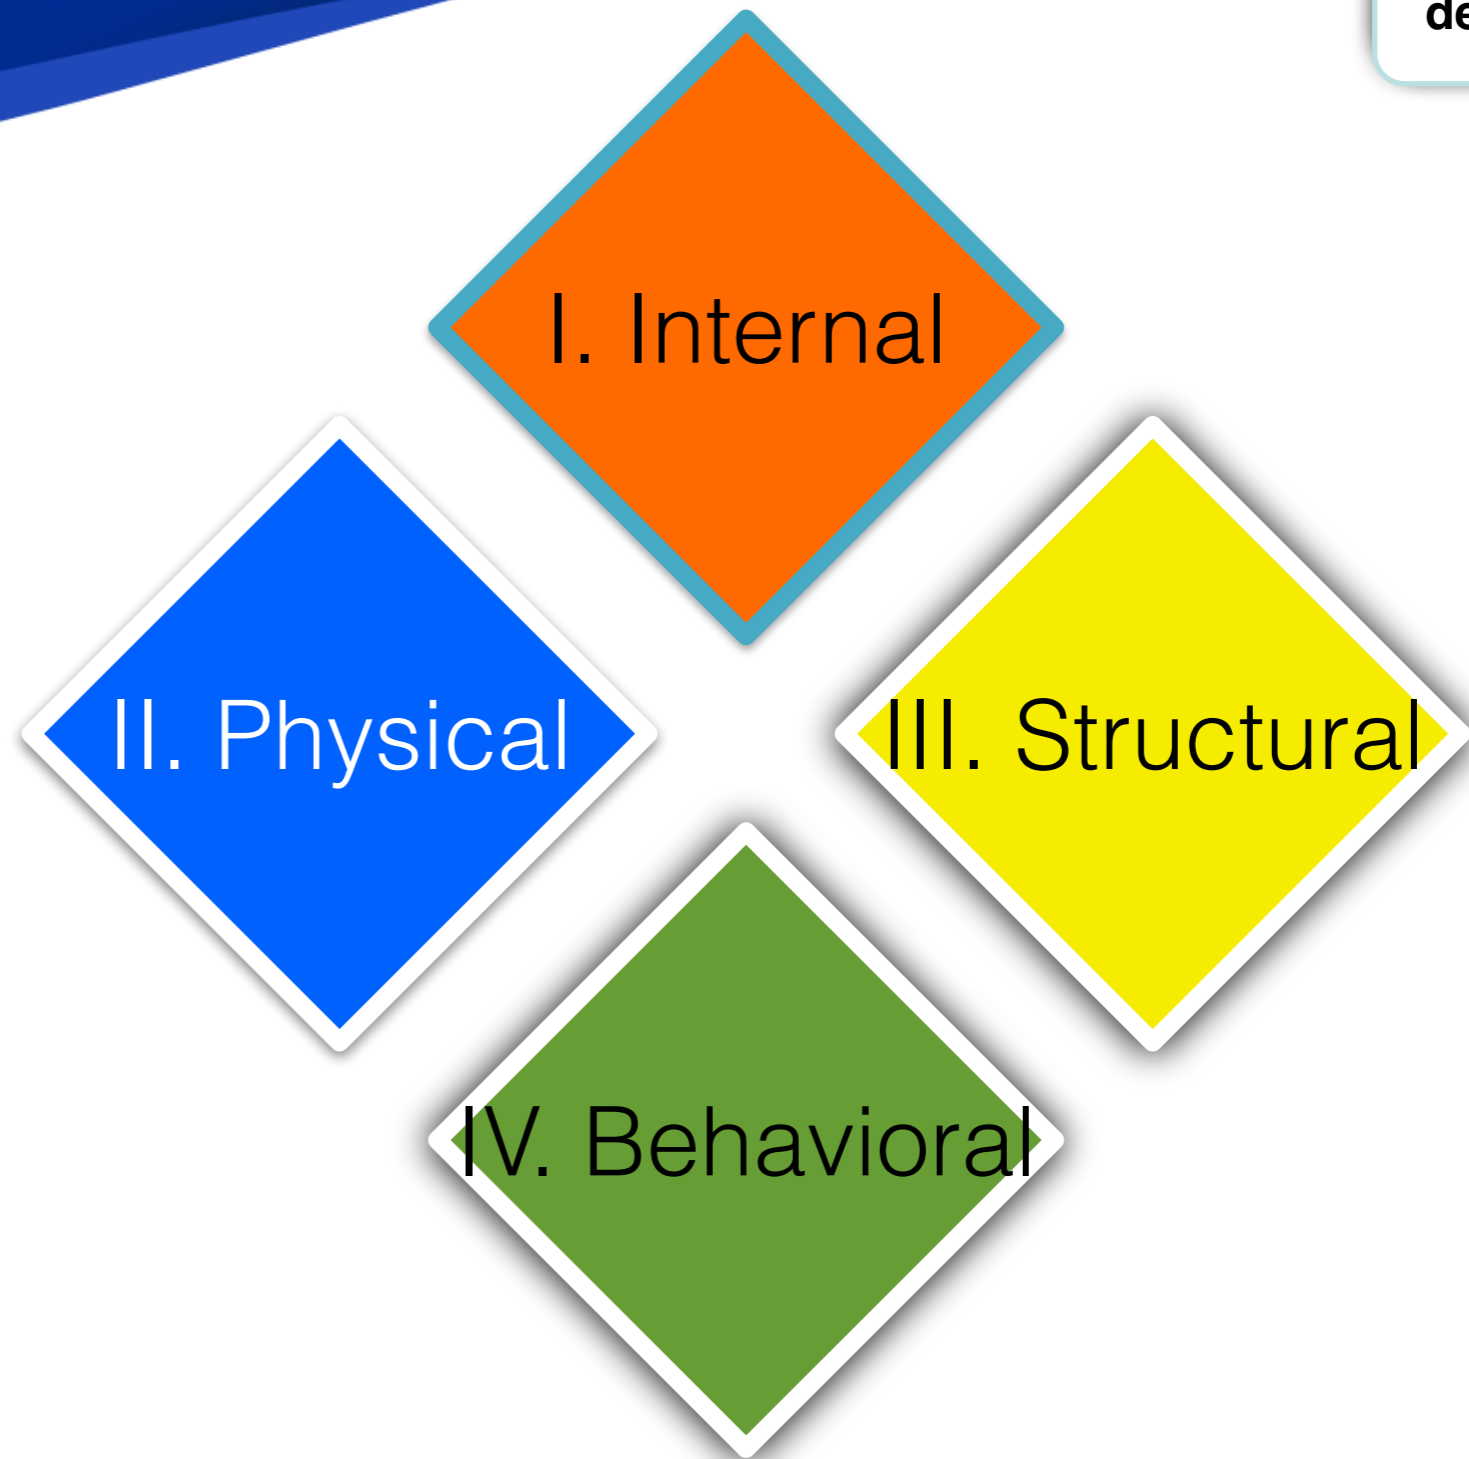 I. Internal
II. Physical
III. Structural
IV. Behavioral